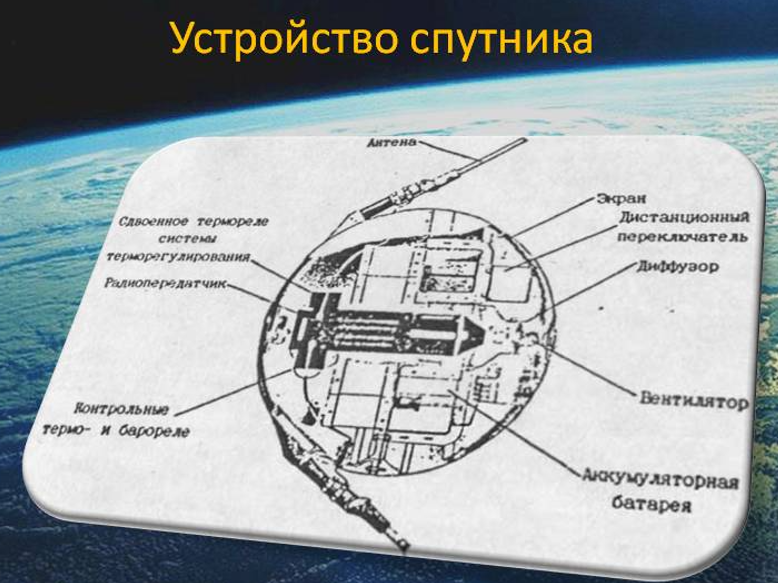 Устройство спутника
Антена
Экран
Дистанционный
переключатель
Диффузор
Сдвоенное термореле
системы
терморегулирования
Радиопередатчик
Контрольные
термо- и барореле
Вентилятор
Аккумуляторная
батарея